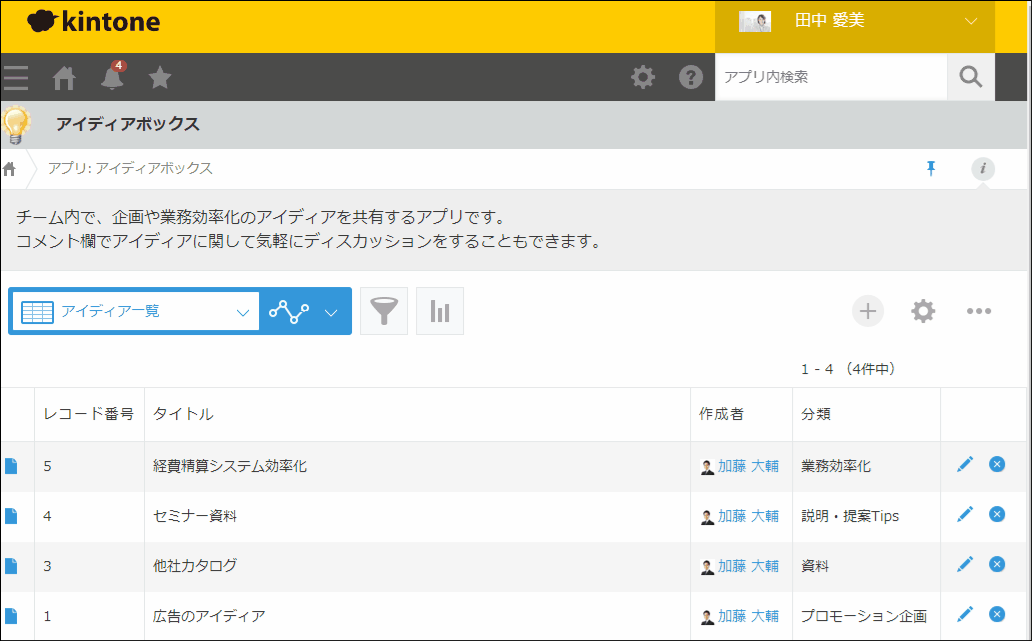 kintone
田中 愛美
4
アプリ内検索
アイディアボックス
アプリ: アイディアボックス
チーム内で、企画や業務効率化のアイディアを共有するアプリです。
コメント欄でアイディアに関して気軽にディスカッションをすることもできます。
アイディア一覧
1 - 4 （4件中）
レコード番号 タイトル 作成者 分類
5 経費精算システム効率化 加藤 大輔 業務効率化
4 セミナー資料 加藤 大輔 説明・提案Tips
3 他社カタログ 加藤 大輔 資料
1 広告のアイディア 加藤 大輔 プロモーション企画